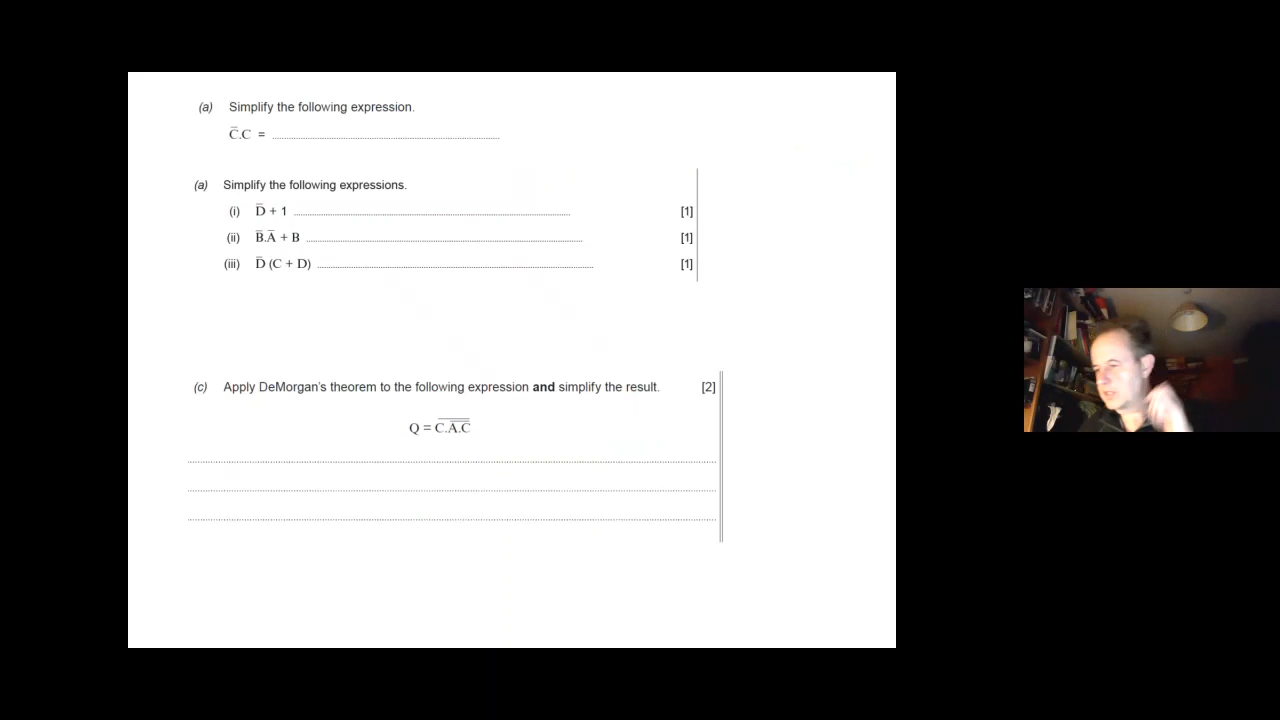 (a) Simplify the following expression.
C̅.C = ........................................
(a) Simplify the following expressions.
(i) D̅ + 1 ........................................ [1]
(ii) B̅.A̅ + B ........................................ [1]
(iii) D̅ (C + D) ........................................ [1]
(c) Apply DeMorgan's theorem to the following expression and simplify the result. [2]
Q = C̅.̅A̿.̿C̿